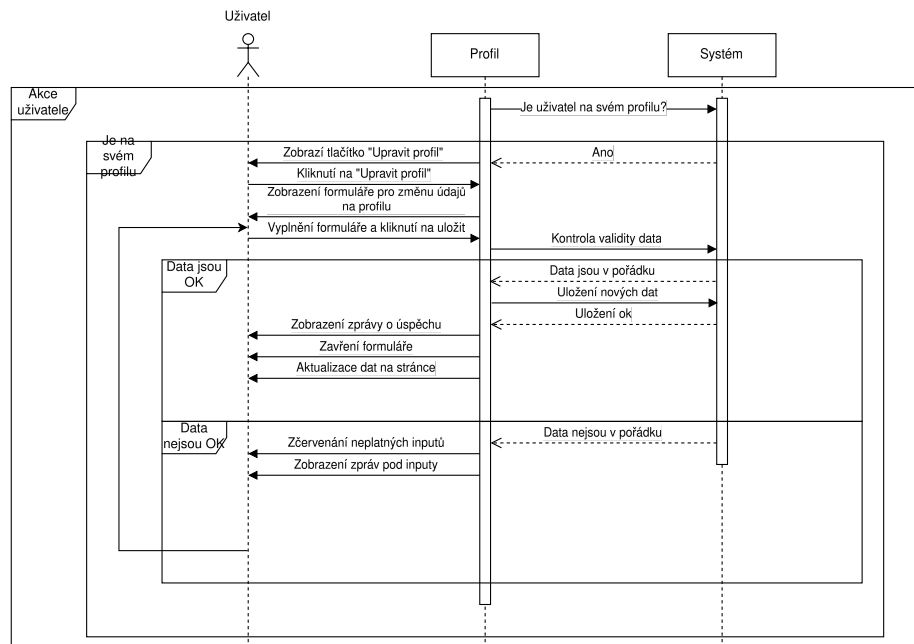 Uživatel
Profil
Systém
Akce
uživatele
Je uživatel na svém profilu?
Je na
svém
profilu
Zobrazí tlačítko "Upravit profil"
Ano
Kliknutí na "Upravit profil"
Zobrazení formuláře pro změnu údajů
na profilu
Vyplnění formuláře a kliknutí na uložit
Kontrola validity data
Data jsou
OK
Data jsou v pořádku
Uložení nových dat
Uložení ok
Zobrazení zprávy o úspěchu
Zavření formuláře
Aktualizace dat na stránce
Data
nejsou OK
Data nejsou v pořádku
Zčervenání neplatných inputů
Zobrazení zpráv pod inputy